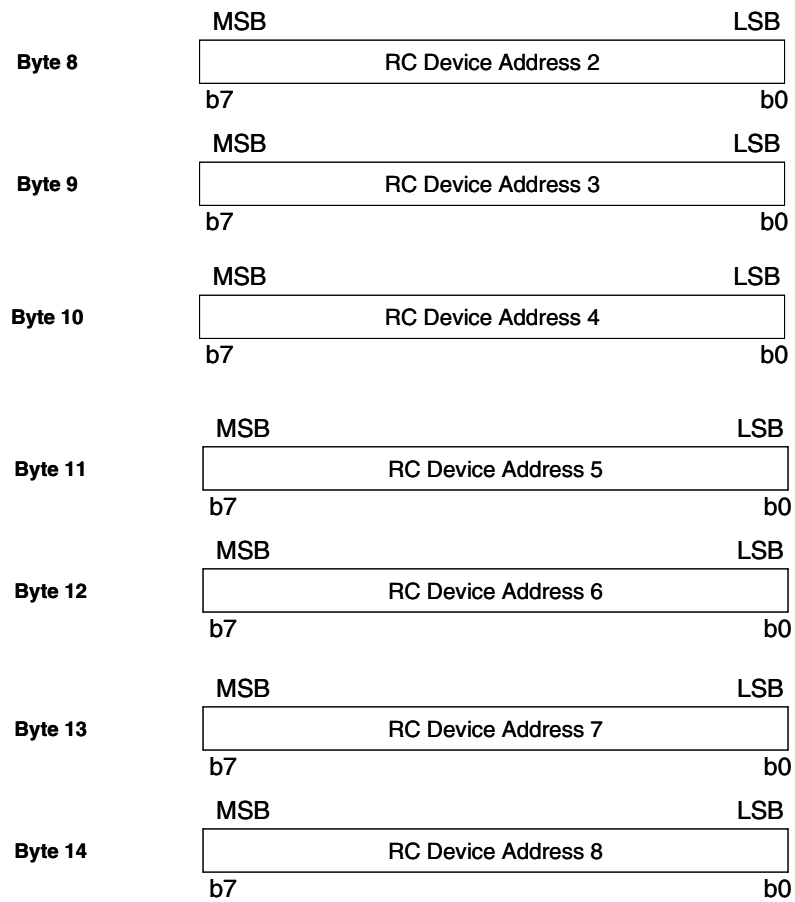 MSB LSB
Byte 8 RC Device Address 2
b7 b0
MSB LSB
Byte 9 RC Device Address 3
b7 b0
MSB LSB
Byte 10 RC Device Address 4
b7 b0
MSB LSB
Byte 11 RC Device Address 5
b7 b0
MSB LSB
Byte 12 RC Device Address 6
b7 b0
MSB LSB
Byte 13 RC Device Address 7
b7 b0
MSB LSB
Byte 14 RC Device Address 8
b7 b0